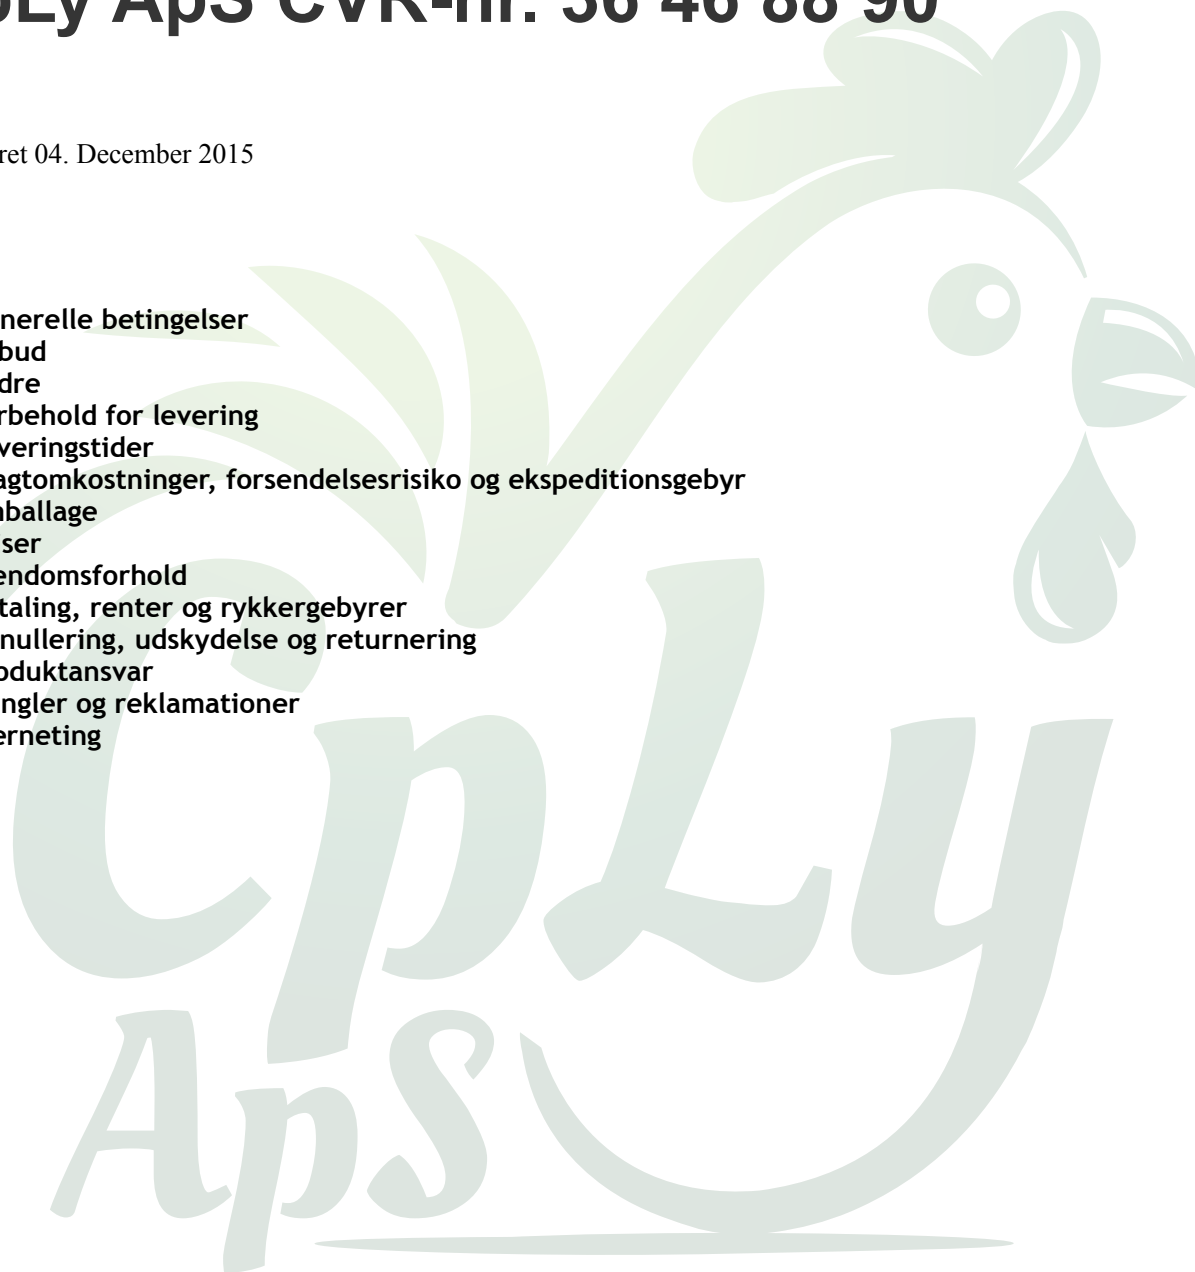 Ly ApS CVR-nr. 36 46 88 90
ret 04. December 2015
nerelle betingelser
bud
dre
rbehold for levering
veringstider
agtomkostninger, forsendelsesrisiko og ekspeditionsgebyr
ballage
ser
endomsforhold
taling, renter og rykkergebyrer
nullering, udskydelse og returnering
oduktansvar
ngler og reklamationer
erneting
CpLy
ApS